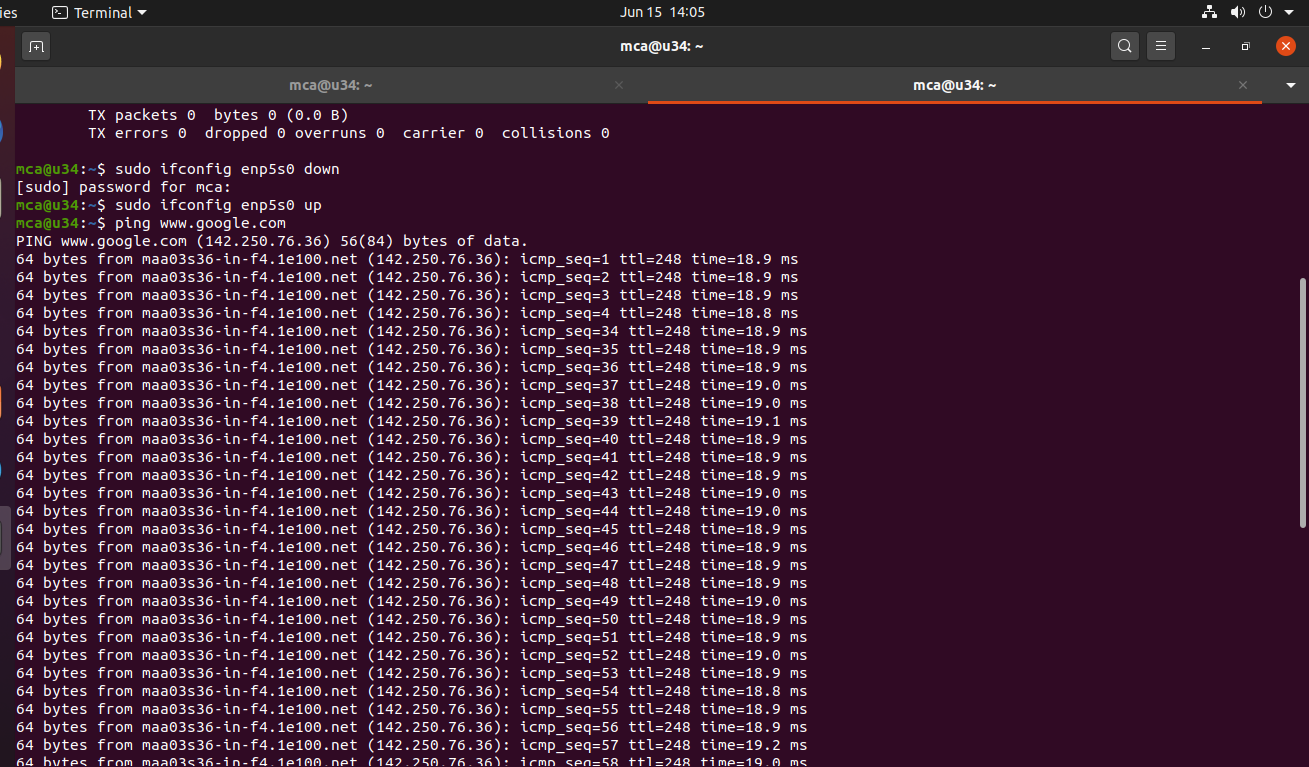 ies Terminal Jun 15 14:05
mca@u34: ~
mca@u34: ~ mca@u34: ~
TX packets 0 bytes 0 (0.0 B)
TX errors 0 dropped 0 overruns 0 carrier 0 collisions 0
mca@u34:~$ sudo ifconfig enp5s0 down
[sudo] password for mca:
mca@u34:~$ sudo ifconfig enp5s0 up
mca@u34:~$ ping www.google.com
PING www.google.com (142.250.76.36) 56(84) bytes of data.
64 bytes from maa03s36-in-f4.1e100.net (142.250.76.36): icmp_seq=1 ttl=248 time=18.9 ms
64 bytes from maa03s36-in-f4.1e100.net (142.250.76.36): icmp_seq=2 ttl=248 time=18.9 ms
64 bytes from maa03s36-in-f4.1e100.net (142.250.76.36): icmp_seq=3 ttl=248 time=18.9 ms
64 bytes from maa03s36-in-f4.1e100.net (142.250.76.36): icmp_seq=4 ttl=248 time=18.8 ms
64 bytes from maa03s36-in-f4.1e100.net (142.250.76.36): icmp_seq=34 ttl=248 time=18.9 ms
64 bytes from maa03s36-in-f4.1e100.net (142.250.76.36): icmp_seq=35 ttl=248 time=18.9 ms
64 bytes from maa03s36-in-f4.1e100.net (142.250.76.36): icmp_seq=36 ttl=248 time=18.9 ms
64 bytes from maa03s36-in-f4.1e100.net (142.250.76.36): icmp_seq=37 ttl=248 time=19.0 ms
64 bytes from maa03s36-in-f4.1e100.net (142.250.76.36): icmp_seq=38 ttl=248 time=19.0 ms
64 bytes from maa03s36-in-f4.1e100.net (142.250.76.36): icmp_seq=39 ttl=248 time=19.1 ms
64 bytes from maa03s36-in-f4.1e100.net (142.250.76.36): icmp_seq=40 ttl=248 time=18.9 ms
64 bytes from maa03s36-in-f4.1e100.net (142.250.76.36): icmp_seq=41 ttl=248 time=18.9 ms
64 bytes from maa03s36-in-f4.1e100.net (142.250.76.36): icmp_seq=42 ttl=248 time=18.9 ms
64 bytes from maa03s36-in-f4.1e100.net (142.250.76.36): icmp_seq=43 ttl=248 time=19.0 ms
64 bytes from maa03s36-in-f4.1e100.net (142.250.76.36): icmp_seq=44 ttl=248 time=19.0 ms
64 bytes from maa03s36-in-f4.1e100.net (142.250.76.36): icmp_seq=45 ttl=248 time=18.9 ms
64 bytes from maa03s36-in-f4.1e100.net (142.250.76.36): icmp_seq=46 ttl=248 time=18.9 ms
64 bytes from maa03s36-in-f4.1e100.net (142.250.76.36): icmp_seq=47 ttl=248 time=18.9 ms
64 bytes from maa03s36-in-f4.1e100.net (142.250.76.36): icmp_seq=48 ttl=248 time=18.9 ms
64 bytes from maa03s36-in-f4.1e100.net (142.250.76.36): icmp_seq=49 ttl=248 time=19.0 ms
64 bytes from maa03s36-in-f4.1e100.net (142.250.76.36): icmp_seq=50 ttl=248 time=18.9 ms
64 bytes from maa03s36-in-f4.1e100.net (142.250.76.36): icmp_seq=51 ttl=248 time=18.9 ms
64 bytes from maa03s36-in-f4.1e100.net (142.250.76.36): icmp_seq=52 ttl=248 time=19.0 ms
64 bytes from maa03s36-in-f4.1e100.net (142.250.76.36): icmp_seq=53 ttl=248 time=18.9 ms
64 bytes from maa03s36-in-f4.1e100.net (142.250.76.36): icmp_seq=54 ttl=248 time=18.8 ms
64 bytes from maa03s36-in-f4.1e100.net (142.250.76.36): icmp_seq=55 ttl=248 time=18.9 ms
64 bytes from maa03s36-in-f4.1e100.net (142.250.76.36): icmp_seq=56 ttl=248 time=18.9 ms
64 bytes from maa03s36-in-f4.1e100.net (142.250.76.36): icmp_seq=57 ttl=248 time=19.2 ms
64 bytes from maa03s36-in-f4.1e100.net (142.250.76.36): icmp_seq=58 ttl=248 time=19.0 ms